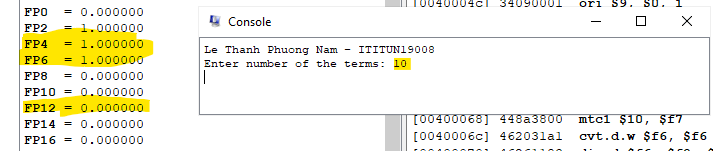 FP0 = 0.000000
FP2 = 1.000000
FP4 = 1.000000
FP6 = 1.000000
FP8 = 0.000000
FP10 = 0.000000
FP12 = 0.000000
FP14 = 0.000000
FP16 = 0.000000
[0040004c] 34090001 ori $9, $0, 1
Console
Le Thanh Phuong Nam - ITITUN19008
Enter number of the terms: 10
[00400068] 448a3800 mtc1 $10, $f7
[0040006c] 462031a1 cvt.d.w $f6, $f6